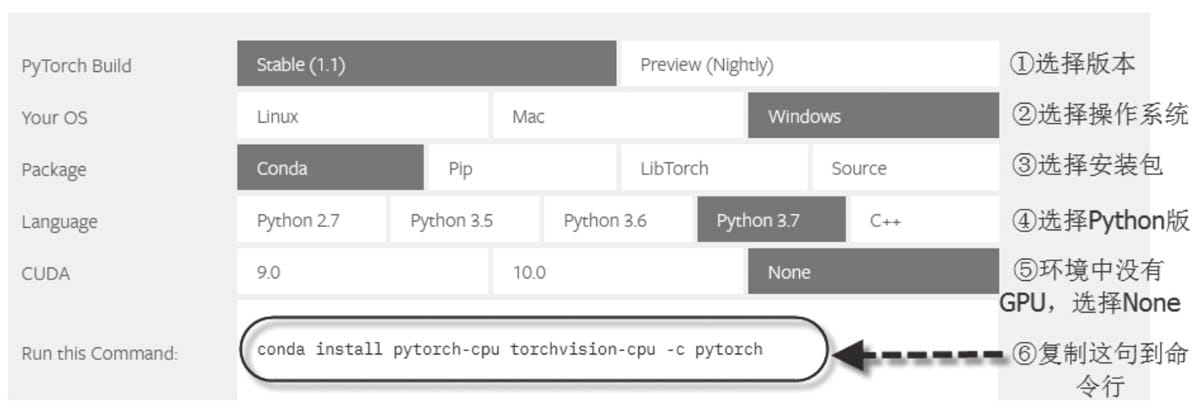 PyTorch Build Stable (1.1) Preview (Nightly) ①选择版本
Your OS Linux Mac Windows ②选择操作系统
Package Conda Pip LibTorch Source ③选择安装包
Language Python 2.7 Python 3.5 Python 3.6 Python 3.7 C++ ④选择Python版
CUDA 9.0 10.0 None ⑤环境中没有
GPU，选择None
Run this Command: conda install pytorch-cpu torchvision-cpu -c pytorch ⑥复制这句到命
令行